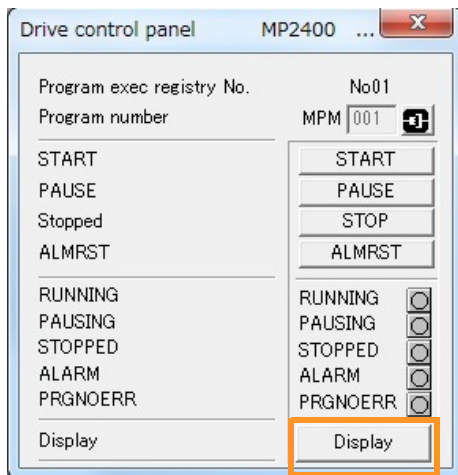 Drive control panel MP2400 ...
Program exec registry No. No01
Program number MPM 001
START START
PAUSE PAUSE
Stopped STOP
ALMRST ALMRST
RUNNING RUNNING
PAUSING PAUSING
STOPPED STOPPED
ALARM ALARM
PRGNOERR PRGNOERR
Display Display